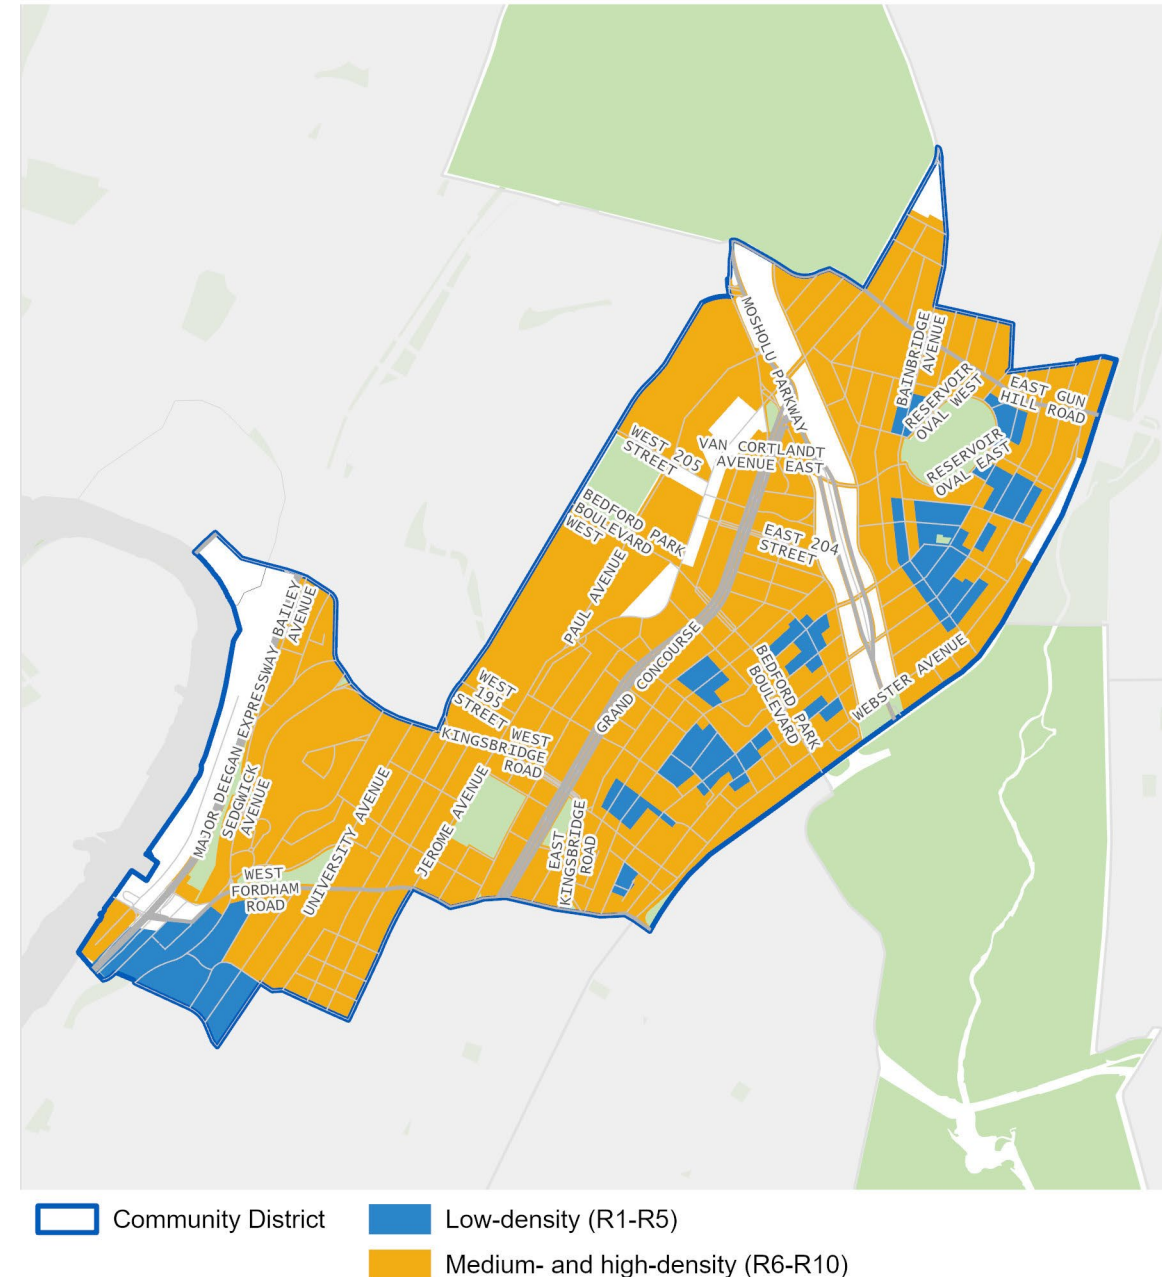 MOSHOLU PARKWAY
BAINBRIDGE
AVENUE
RESERVOIR
OVAL WEST
EAST GUN
HILL ROAD
WEST 205
STREET
VAN CORTLANDT
AVENUE EAST
RESERVOIR
OVAL EAST
BEDFORD PARK
BOULEVARD
WEST
EAST 204
STREET
PAUL AVENUE
BAILEY
AVENUE
MAJOR DEEGAN EXPRESSWAY
GRAND CONCOURSE
BEDFORD PARK
BOULEVARD
WEBSTER AVENUE
WEST
195
STREET
WEST
KINGSBRIDGE
ROAD
SEDGWICK
AVENUE
UNIVERSITY AVENUE
JEROME AVENUE
EAST
KINGSBRIDGE
ROAD
WEST
FORDHAM
ROAD
Community District
Low-density (R1-R5)
Medium- and high-density (R6-R10)